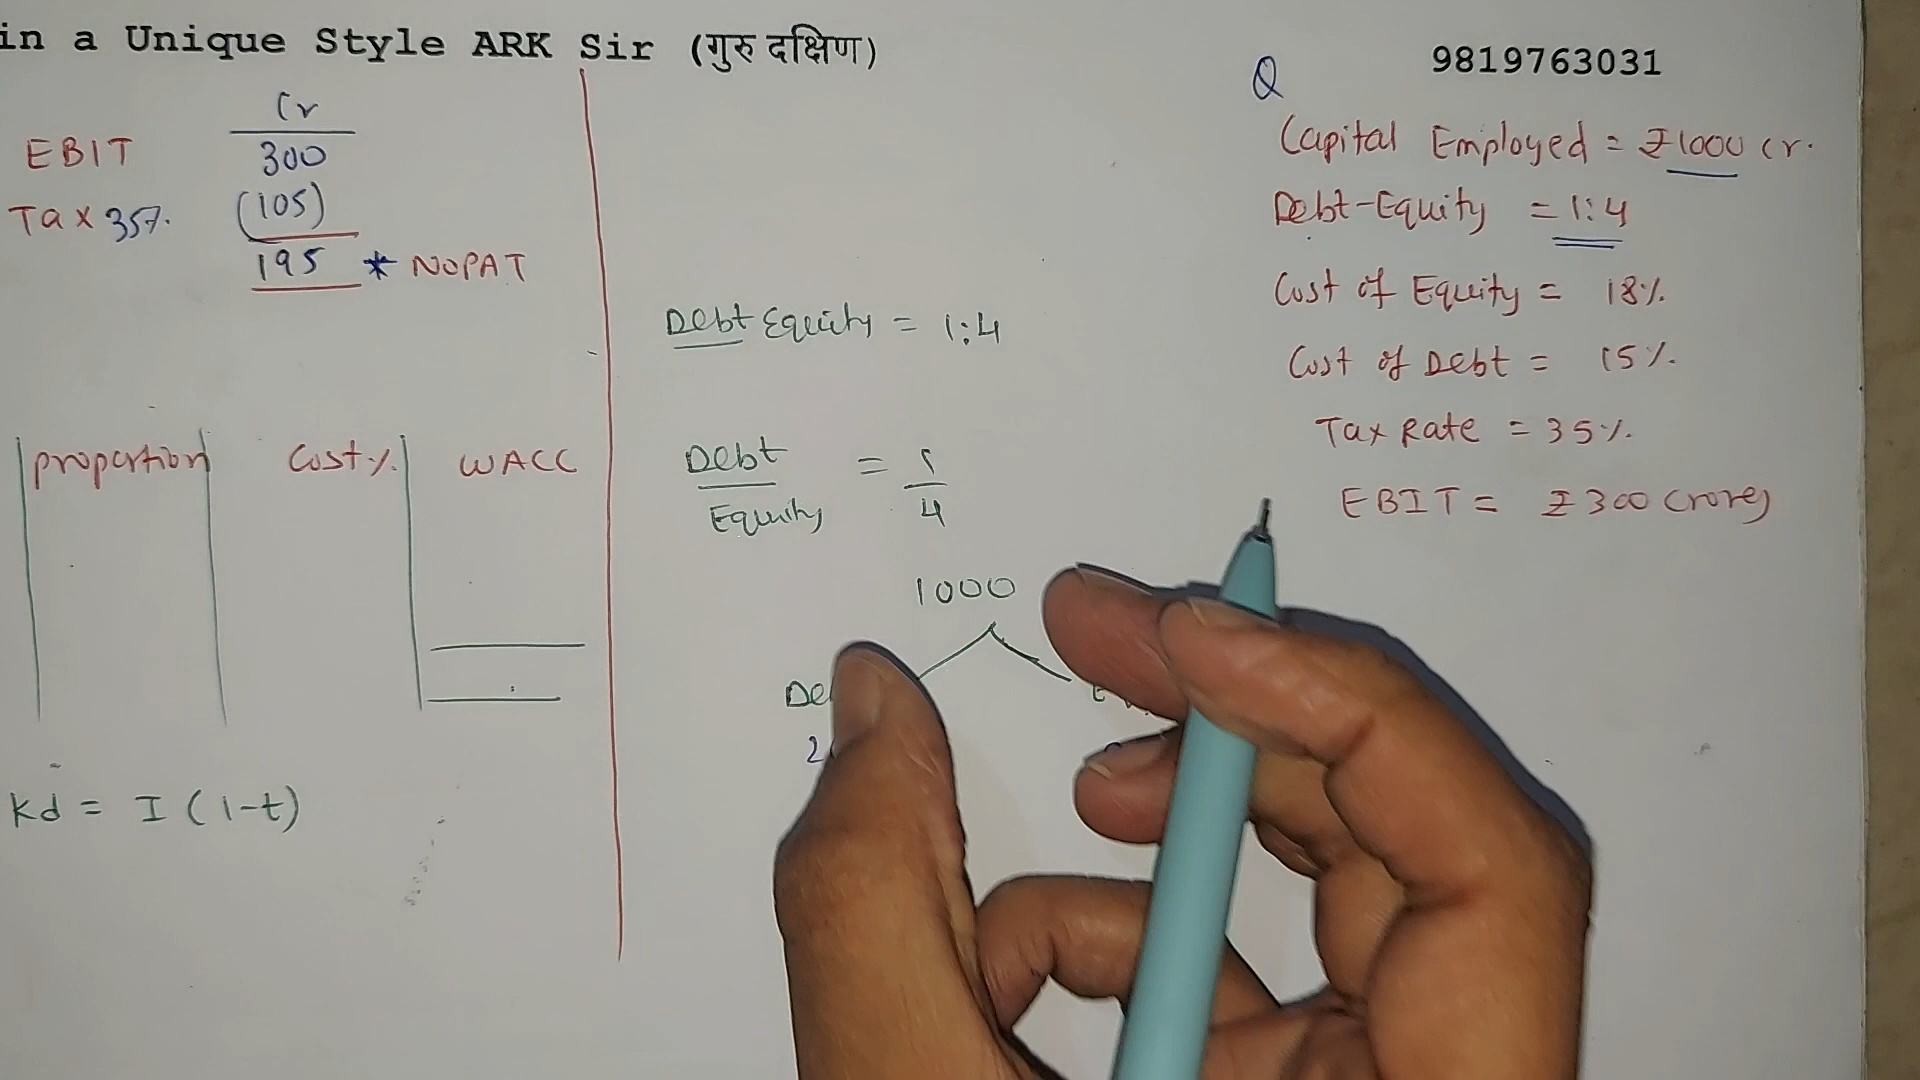 in a Unique Style ARK Sir (गुरु दक्षिण)
9819763031
Cr
EBIT 300
Tax 35%. (105)
195 * NOPAT
proportion Cost % WACC
Kd = I (1-t)
Debt Equity = 1:4
Debt = 1
Equity 4
1000
Q
Capital Employed = ₹1000 cr.
Debt-Equity = 1:4
Cost of Equity = 18%
Cost of Debt = 15%
Tax Rate = 35%
EBIT = ₹300 crores